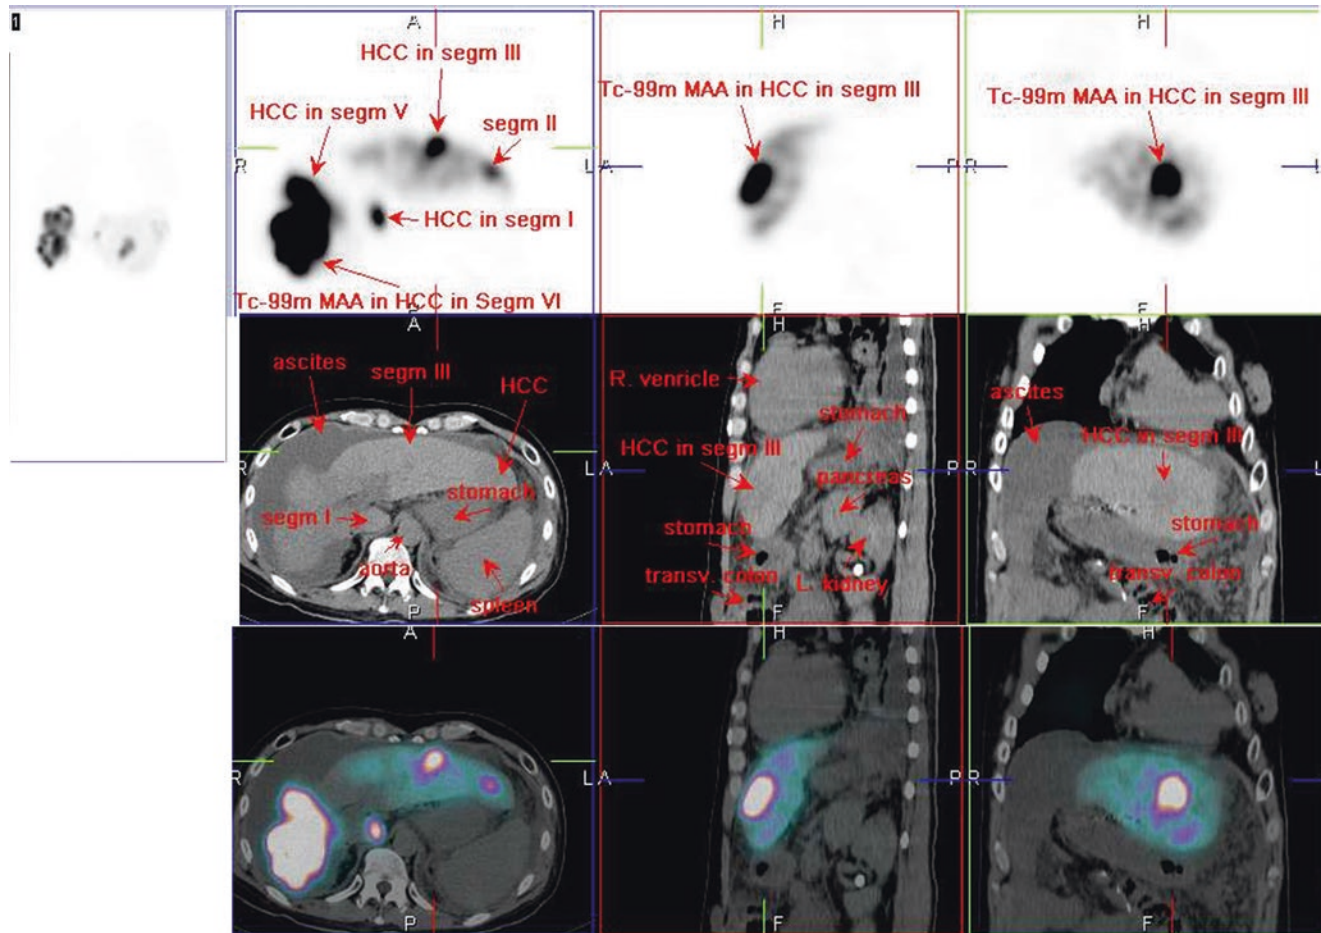 1
A
HCC in segm III
HCC in segm V
segm II
R
L
HCC in segm I
Tc-99m MAA in HCC in Segm VI
P
H
Tc-99m MAA in HCC in segm III
A
P
F
H
Tc-99m MAA in HCC in segm III
R
L
F
A
ascites
segm III
HCC
R
L
stomach
segm I
aorta
spleen
P
H
R. venricle
stomach
HCC in segm III
A
P
pancreas
stomach
transv. colon
L. kidney
F
H
ascites
HCC in segm III
R
L
stomach
transv. colon
F
A
R
L
P
H
A
P
F
H
R
L
F